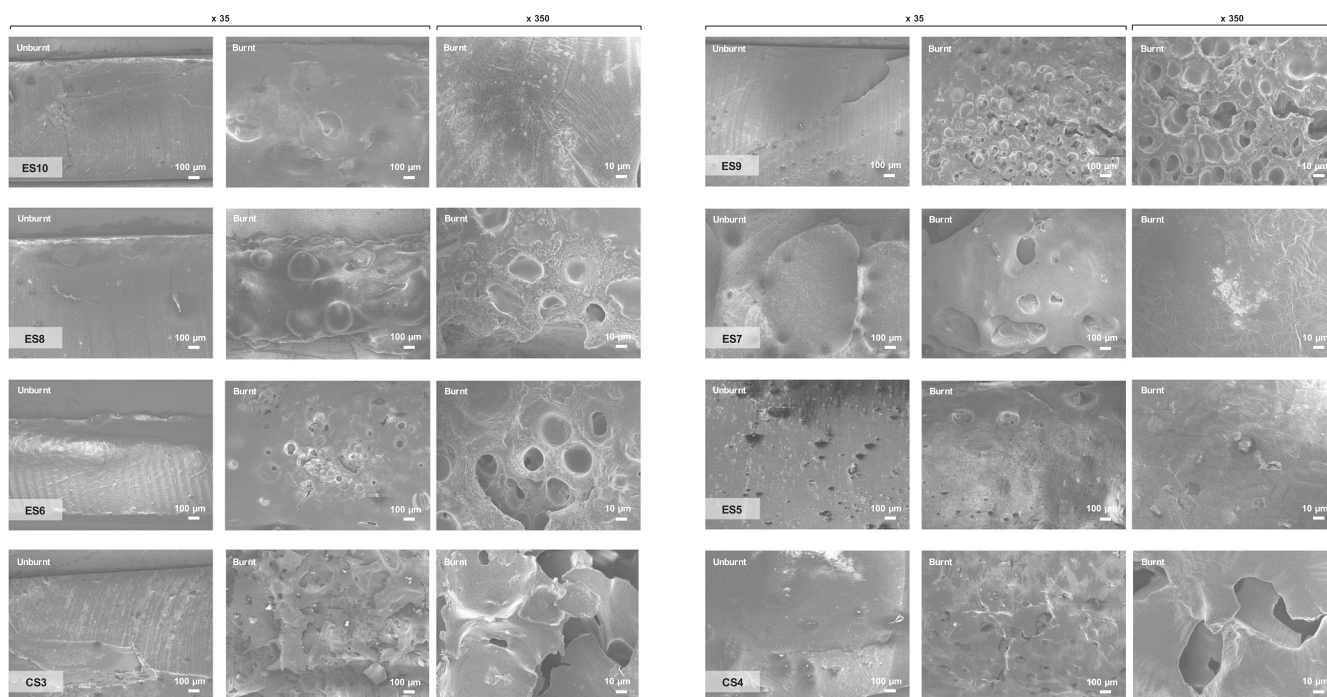 x 35
x 350
x 35
x 350
Unburnt
Burnt
Burnt
ES10
100 μm
100 μm
10 μm
Unburnt
Burnt
Burnt
ES9
100 μm
100 μm
10 μm
Unburnt
Burnt
Burnt
ES8
100 μm
100 μm
10 μm
Unburnt
Burnt
Burnt
ES7
100 μm
100 μm
10 μm
Unburnt
Burnt
Burnt
ES6
100 μm
100 μm
10 μm
Unburnt
Burnt
Burnt
ES5
100 μm
100 μm
10 μm
Unburnt
Burnt
Burnt
CS3
100 μm
100 μm
10 μm
Unburnt
Burnt
Burnt
CS4
100 μm
100 μm
10 μm